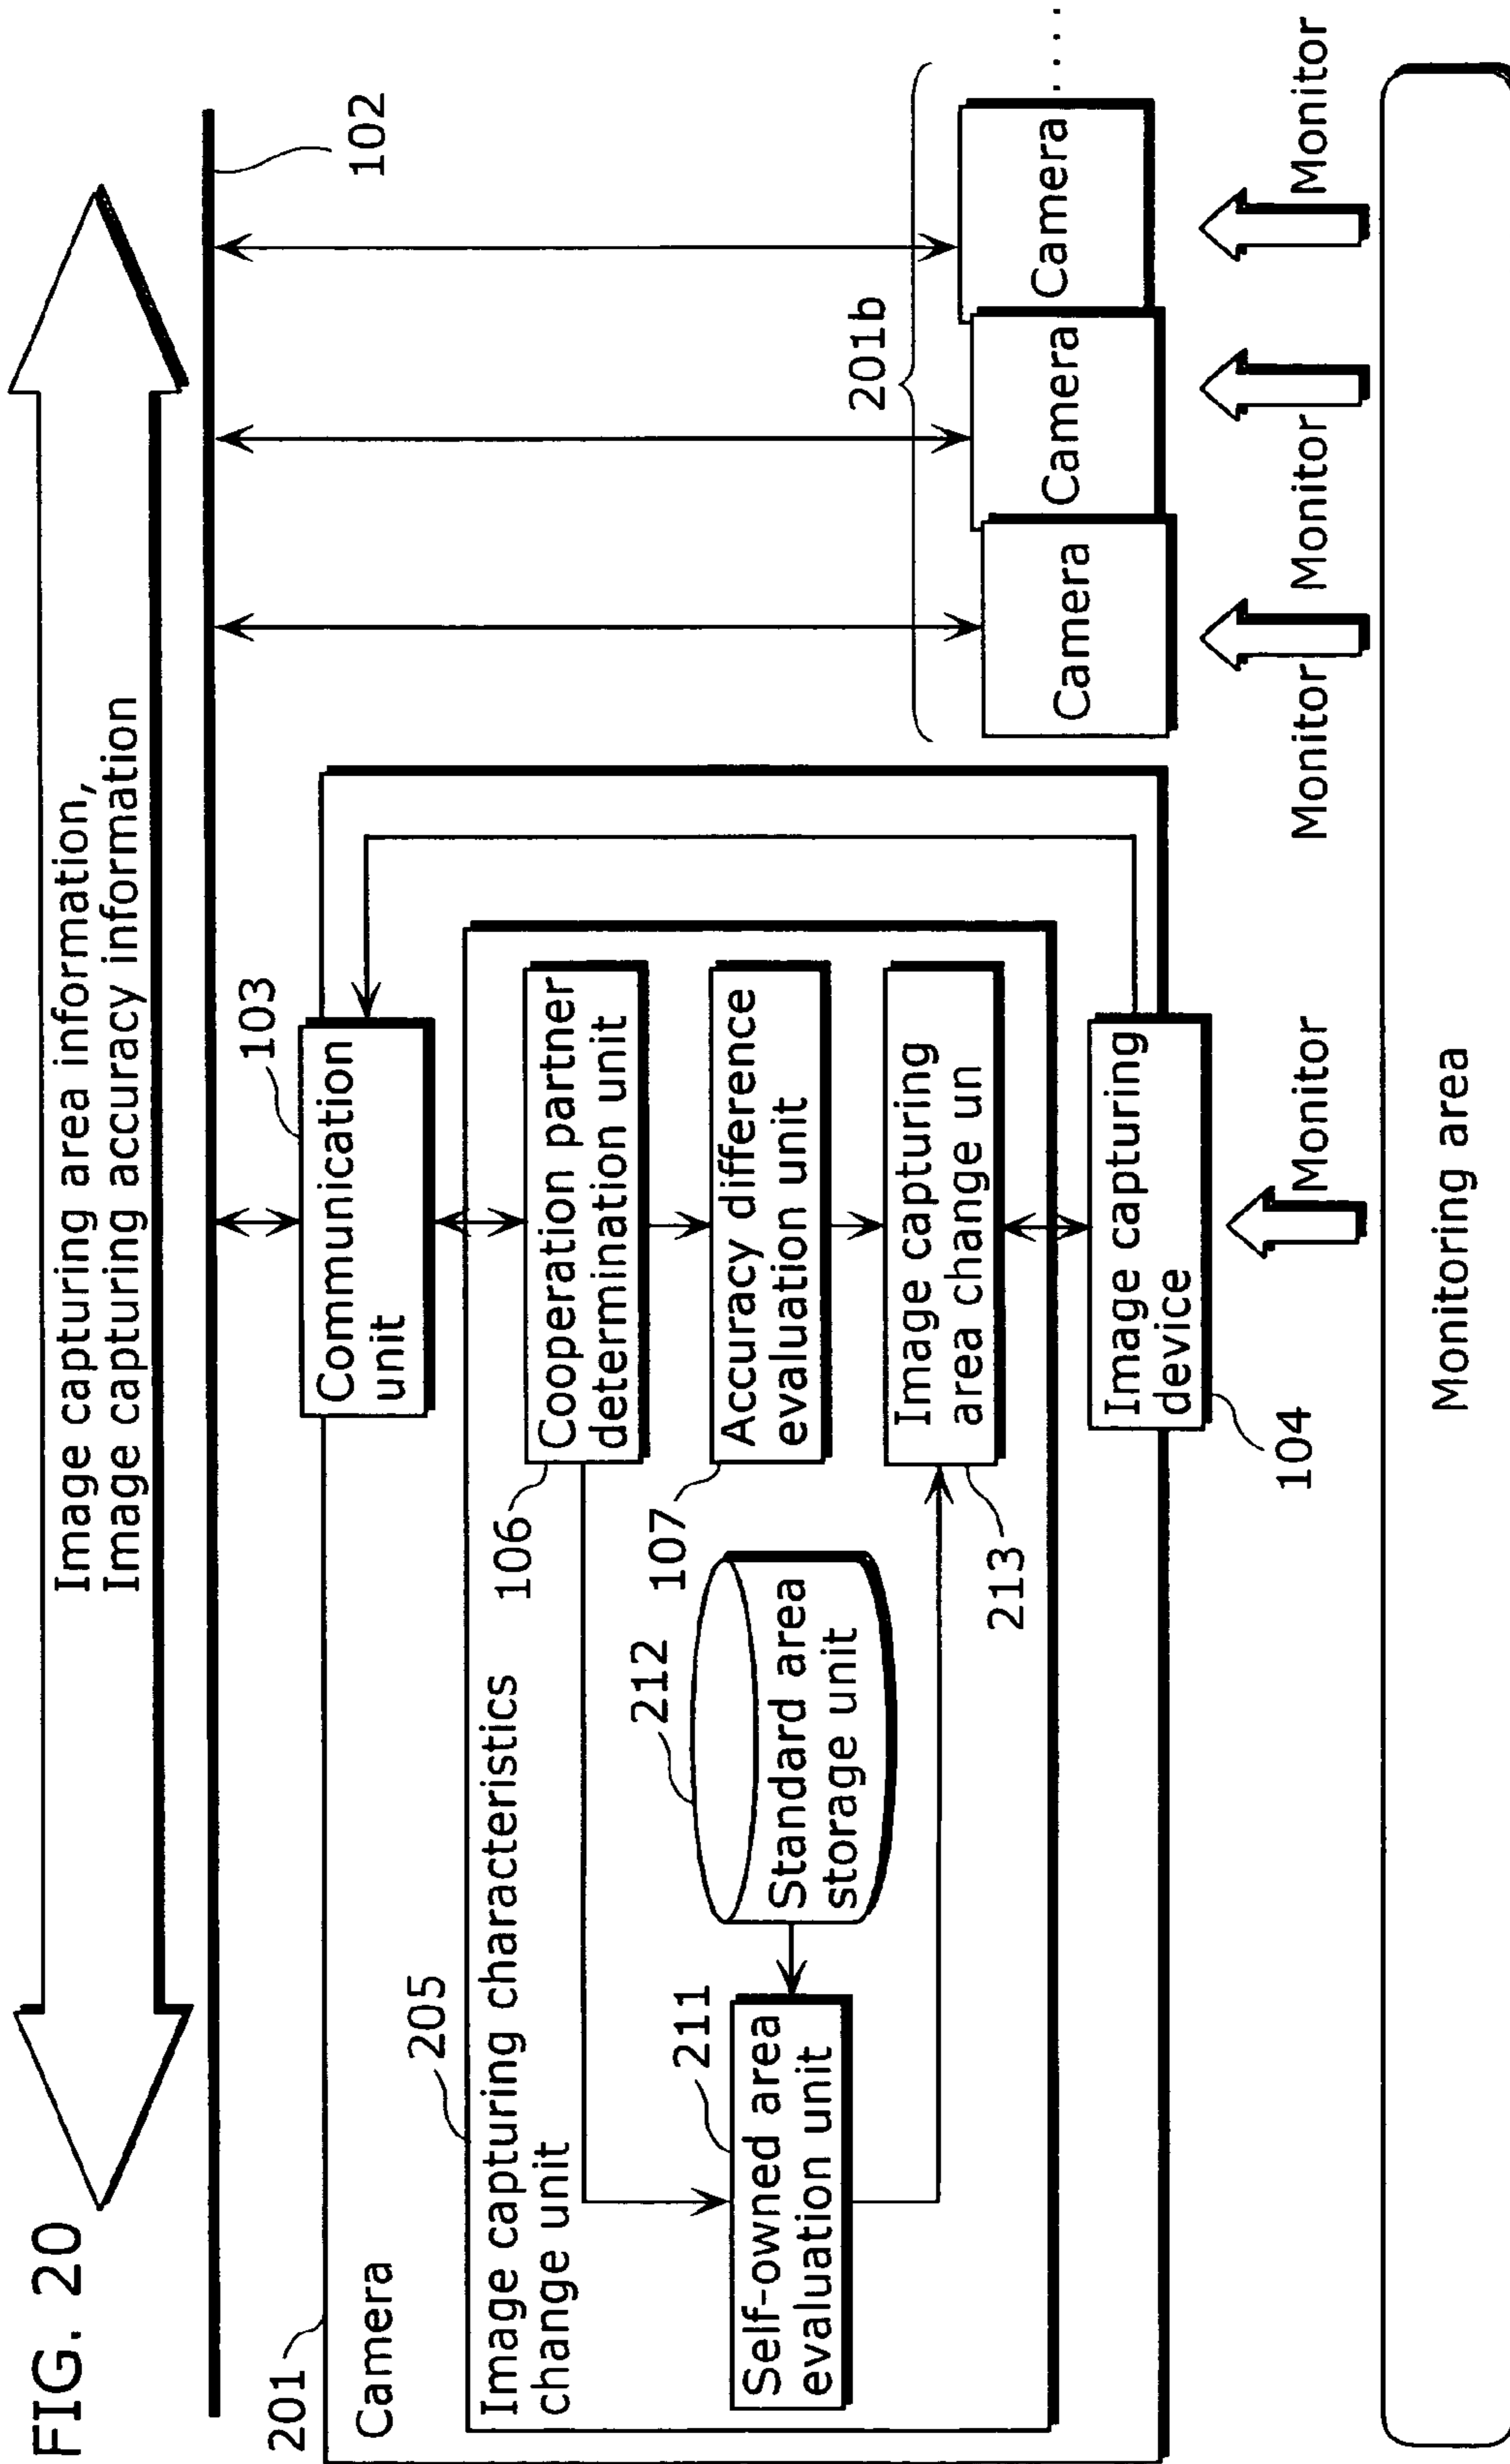 FIG. 20
Image capturing area information,
Image capturing accuracy information
102
201
Camera
103
Communication
unit
205
Image capturing characteristics
change unit
106
Cooperation partner
determination unit
107
Accuracy difference
evaluation unit
212
Standard area
storage unit
211
Self-owned area
evaluation unit
213
Image capturing
area change un
Image capturing
device
104
201b
Camera
Camera
Camera
....
Monitor
Monitor
Monitor
Monitor
Monitoring area